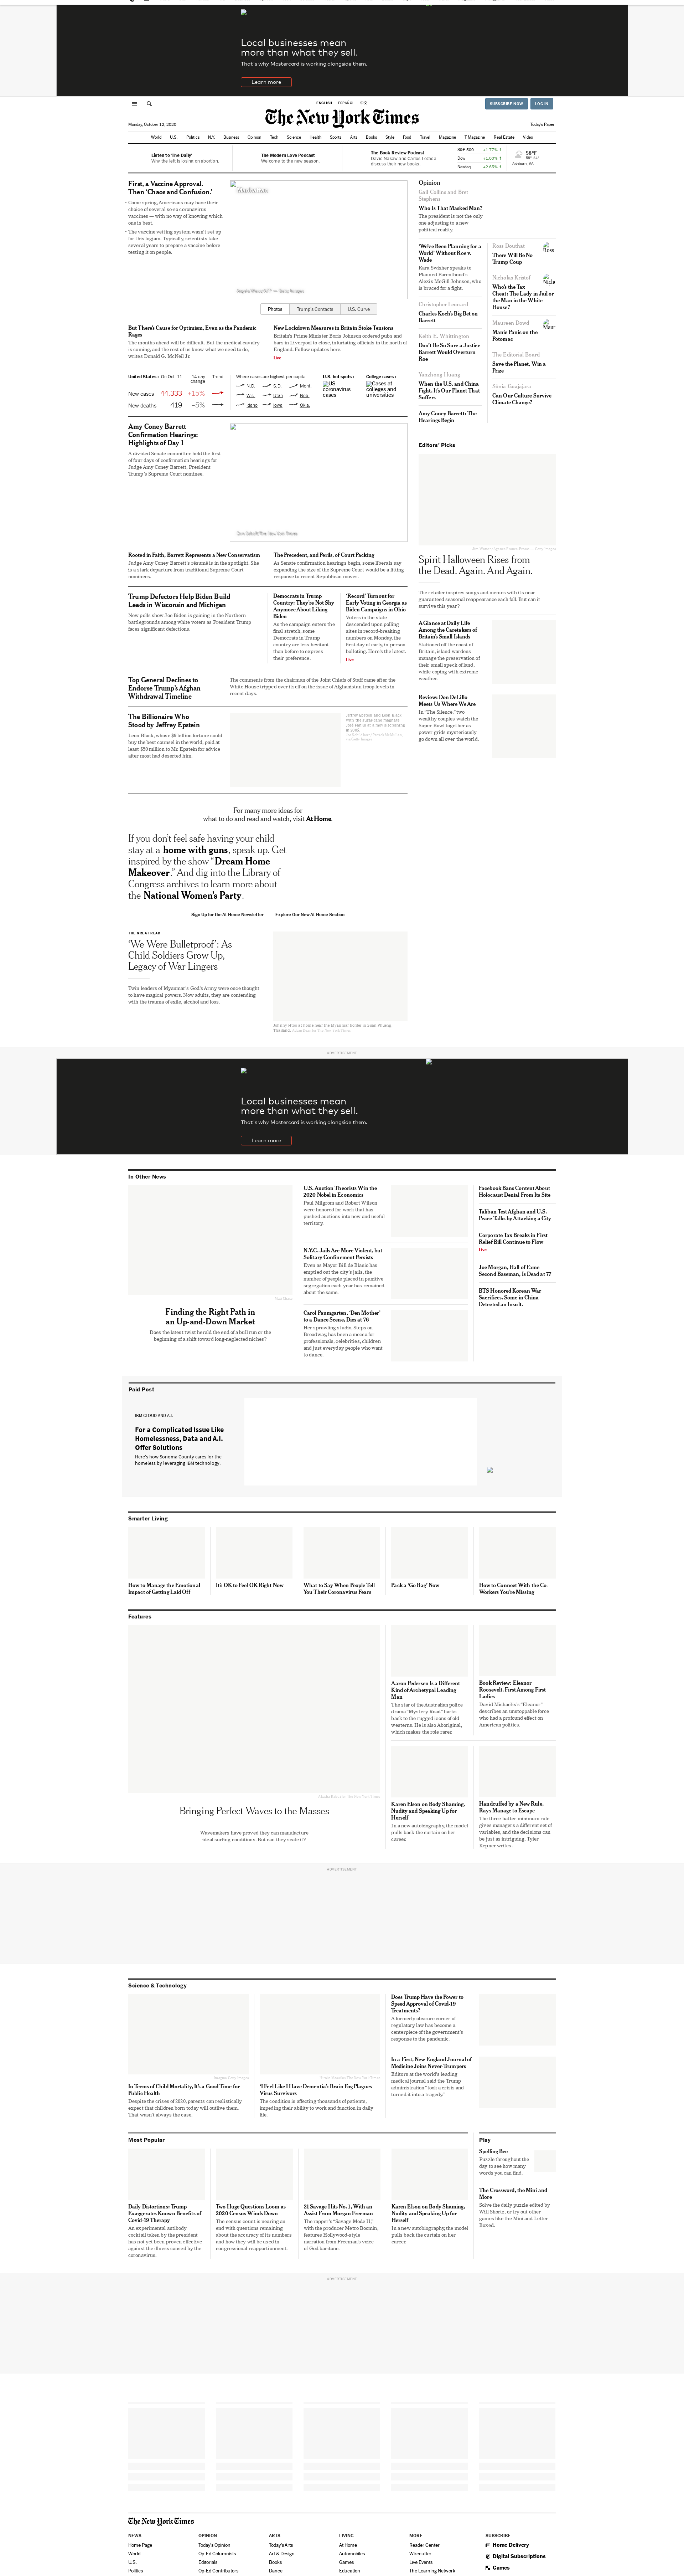 Local businesses mean
more than what they sell.
That's why Mastercard is working alongside them.
Learn more
ENGLISH ESPAÑOL 中文
SUBSCRIBE NOW LOG IN
The New York Times
Monday, October 12, 2020
Today's Paper
World U.S. Politics N.Y. Business Opinion Tech Science Health Sports Arts Books Style Food Travel Magazine T Magazine Real Estate Video
Listen to 'The Daily'
Why the left is losing on abortion.
The Modern Love Podcast
Welcome to the new season.
The Book Review Podcast
David Nasaw and Carlos Lozada
discuss their new books.
S&P 500 +1.77% ↑
Dow +1.00% ↑
Nasdaq +2.65% ↑
58°F
Ashburn, VA
First, a Vaccine Approval.
Then 'Chaos and Confusion.'
Come spring, Americans may have their
choice of several so-so coronavirus
vaccines — with no way of knowing which
one is best.
The vaccine vetting system wasn't set up
for this logjam. Typically, scientists take
several years to prepare a vaccine before
testing it on people.
Manhattan.
Angela Weiss/AFP — Getty Images
Photos Trump's Contacts U.S. Curve
But There's Cause for Optimism, Even as the Pandemic
Rages
The months ahead will be difficult. But the medical cavalry
is coming, and the rest of us know what we need to do,
writes Donald G. McNeil Jr.
New Lockdown Measures in Britain Stoke Tensions
Britain's Prime Minister Boris Johnson ordered pubs shut
in Liverpool in England to close, infuriating officials there.
Live
United States › On Oct. 11 14-day
change Trend
New cases 44,333 +15%
New deaths 419 –5%
Where cases are highest per capita
N.D. S.D. Mont.
Wis. Utah Neb.
Idaho Iowa Okla.
U.S. hot spots ›
US
coronavirus
cases
College cases ›
Cases at
colleges and
universities
Amy Coney Barrett
Confirmation Hearings:
Highlights of Day 1
A divided Senate committee held the first
of four days of confirmation hearings for
Judge Amy Coney Barrett, President
Trump's Supreme Court nominee.
Erin Schaff/The New York Times
Rooted in Faith, Barrett Represents a New Conservatism
Judge Amy Coney Barrett's résumé is in the spotlight. She
is a stark departure from traditional Supreme Court
nominees.
The Precedent, and Perils, of Court Packing
As Senate confirmation hearings begin, some liberals say
expanding the size of the Supreme Court would be a fitting
response to recent Republican moves.
Trump Defectors Help Biden Build
Leads in Wisconsin and Michigan
New polls show Joe Biden is gaining in the Northern
battlegrounds among white voters as President Trump
faces significant defections.
Democrats in Trump
Country: They're Not Shy
Anymore About Liking
Biden
As the campaign enters the
final stretch, some
Democrats in Trump
country are less hesitant
than before to express
their preference.
'Record' Turnout for
Early Voting in Georgia as
Biden Campaigns in Ohio
Voters in the state
descended upon polling
sites in record-breaking
numbers on Monday, the
first of day of early in-person
balloting. Here's the latest.
Live
Top General Declines to
Endorse Trump's Afghan
Withdrawal Timeline
The comments from the chairman of the Joint Chiefs of Staff came after the
White House tripped over itself on the issue of Afghanistan troop levels in
recent days.
The Billionaire Who
Stood by Jeffrey Epstein
Leon Black, whose $9 billion fortune could
buy the best counsel in the world, paid at
least $50 million to Mr. Epstein for advice
after most had deserted him.
For many more ideas for
what to do and read and watch, visit At Home.
If you don't feel safe having your child
stay at a home with guns, speak up. Get
inspired by the show "Dream Home
Makeover." And dig into the Library of
Congress archives to learn more about
the National Women's Party.
Sign Up for the At Home Newsletter Explore Our New At Home Section
THE GREAT READ
'We Were Bulletproof': As
Child Soldiers Grow Up,
Legacy of War Lingers
Twin leaders of Myanmar's God's Army were once thought
to have magical powers. Now adults, they are contending
with the traumas of exile, alcohol and loss.
Opinion
Gail Collins and Bret
Stephens
Who Is That Masked Man?
The president is not the only
one adjusting to a new
political reality.
'We've Been Planning for a
World' Without Roe v.
Wade
Kara Swisher speaks to
Planned Parenthood's
Alexis McGill Johnson, who
is braced for a fight.
Christopher Leonard
Charles Koch's Big Bet on
Barrett
Keith E. Whittington
Don't Be So Sure a Justice
Barrett Would Overturn
Roe
Yanzhong Huang
When the U.S. and China
Fight, It's Our Planet That
Suffers
Amy Coney Barrett: The
Hearings Begin
Ross Douthat
There Will Be No
Trump Coup
Nicholas Kristof
Who's the Tax
Cheat: The Lady in Jail or
the Man in the White
House?
Maureen Dowd
Manic Panic on the
Potomac
The Editorial Board
Save the Planet, Win a
Prize
Sönia Guajajara
Can Our Culture Survive
Climate Change?
Editors' Picks
Spirit Halloween Rises from
the Dead. Again. And Again.
The retailer inspires songs and memes with its near-
guaranteed seasonal reappearance each fall. But can it
survive this year?
A Glance at Daily Life
Among the Caretakers of
Britain's Small Islands
Stationed off the coast of
Britain, island wardens
manage the preservation of
their small speck of land,
while coping with extreme
weather.
Review: Don DeLillo
Meets Us Where We Are
In "The Silence," two
wealthy couples watch the
Super Bowl together as
power grids mysteriously
go down all over the world.
ADVERTISEMENT
Local businesses mean
more than what they sell.
That's why Mastercard is working alongside them.
Learn more
In Other News
Finding the Right Path in
an Up-and-Down Market
Does the latest twist herald the end of a bull run or the
beginning of a shift toward long-neglected niches?
U.S. Auction Theorists Win the
2020 Nobel in Economics
Paul Milgrom and Robert Wilson
were honored for work that has
pushed auctions into new and useful
territory.
N.Y.C. Jails Are More Violent, but
Solitary Confinement Persists
Even as Mayor Bill de Blasio has
emptied out the city's jails, the
number of people placed in punitive
segregation each year has remained
about the same.
Carol Paumgarten, 'Den Mother'
to a Dance Scene, Dies at 76
Her sprawling studio, Steps on
Broadway, has been a mecca for
professionals, celebrities, children
and just everyday people who want
to dance.
Facebook Bans Content About
Holocaust Denial From Its Site
Taliban Test Afghan and U.S.
Peace Talks by Attacking a City
Corporate Tax Breaks in First
Relief Bill Continue to Flow
Live
Joe Morgan, Hall of Fame
Second Baseman, Is Dead at 77
BTS Honored Korean War
Sacrifices. Some in China
Detected an Insult.
Paid Post
IBM CLOUD AND A.I.
For a Complicated Issue Like
Homelessness, Data and A.I.
Offer Solutions
Here's how Sonoma County cares for the
homeless by leveraging IBM technology.
Smarter Living
How to Manage the Emotional
Impact of Getting Laid Off
It's OK to Feel OK Right Now
What to Say When People Tell
You Their Coronavirus Fears
Pack a 'Go Bag' Now
How to Connect With the Co-
Workers You're Missing
Features
Bringing Perfect Waves to the Masses
Wavemakers have proved they can manufacture
ideal surfing conditions. But can they scale it?
Aaron Pedersen Is a Different
Kind of Archetypal Leading
Man
The star of the Australian police
drama "Mystery Road" harks
back to the rugged icons of old
westerns. He is also Aboriginal,
which makes the role rarer.
Book Review: Eleanor
Roosevelt, First Among First
Ladies
David Michaelis's "Eleanor"
describes an unstoppable force
who had a profound effect on
American politics.
Karen Elson on Body Shaming,
Nudity and Speaking Up for
Herself
In a new autobiography, the model
pulls back the curtain on her
career.
Handcuffed by a New Rule,
Rays Manage to Escape
The three-batter-minimum rule
gives managers a different set of
variables, and the decisions can
be just as intriguing, Tyler
Kepner writes.
ADVERTISEMENT
Science & Technology
In Terms of Child Mortality, It's a Good Time for
Public Health
Despite the crises of 2020, parents can realistically
expect that children born today will outlive them.
That wasn't always the case.
'I Feel Like I Have Dementia': Brain Fog Plagues
Virus Survivors
The condition is affecting thousands of patients,
impeding their ability to work and function in daily
life.
Does Trump Have the Power to
Speed Approval of Covid-19
Treatments?
A formerly obscure corner of
regulatory law has become a
centerpiece of the government's
response to the pandemic.
In a First, New England Journal of
Medicine Joins Never-Trumpers
Editors at the world's leading
medical journal said the Trump
administration "took a crisis and
turned it into a tragedy."
Most Popular
Daily Distortions: Trump
Exaggerates Known Benefits of
Covid-19 Therapy
An experimental antibody
cocktail taken by the president
has not yet been proven effective
against the illness caused by the
coronavirus.
Two Huge Questions Loom as
2020 Census Winds Down
The census count is nearing an
end with questions remaining
about the accuracy of its numbers
and how they will be used in
congressional reapportionment.
21 Savage Hits No. 1, With an
Assist From Morgan Freeman
The rapper's "Savage Mode II,"
with the producer Metro Boomin,
features Hollywood-style
narration from Freeman's voice-
of-God baritone.
Karen Elson on Body Shaming,
Nudity and Speaking Up for
Herself
In a new autobiography, the model
pulls back the curtain on her
career.
Play
Spelling Bee
Puzzle throughout the
day to see how many
words you can find.
The Crossword, the Mini and
More
Solve the daily puzzle edited by
Will Shortz, or try out other
games like the Mini and Letter
Boxed.
ADVERTISEMENT
The New York Times
NEWS
Home Page
World
U.S.
Politics
OPINION
Today's Opinion
Op-Ed Columnists
Editorials
Op-Ed Contributors
ARTS
Today's Arts
Art & Design
Books
Dance
LIVING
At Home
Automobiles
Games
Education
MORE
Reader Center
Wirecutter
Live Events
The Learning Network
SUBSCRIBE
Home Delivery
Digital Subscriptions
Games